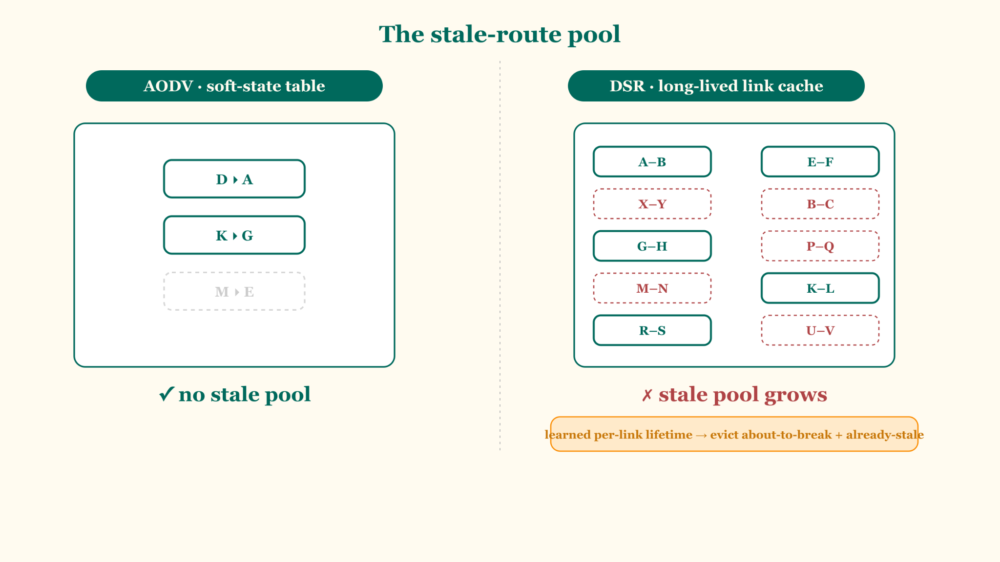 The stale-route pool
AODV · soft-state table
D ▸ A
K ▸ G
M ▸ E
✓ no stale pool
DSR · long-lived link cache
A–B
E–F
X–Y
B–C
G–H
P–Q
M–N
K–L
R–S
U–V
✗ stale pool grows
learned per-link lifetime → evict about-to-break + already-stale